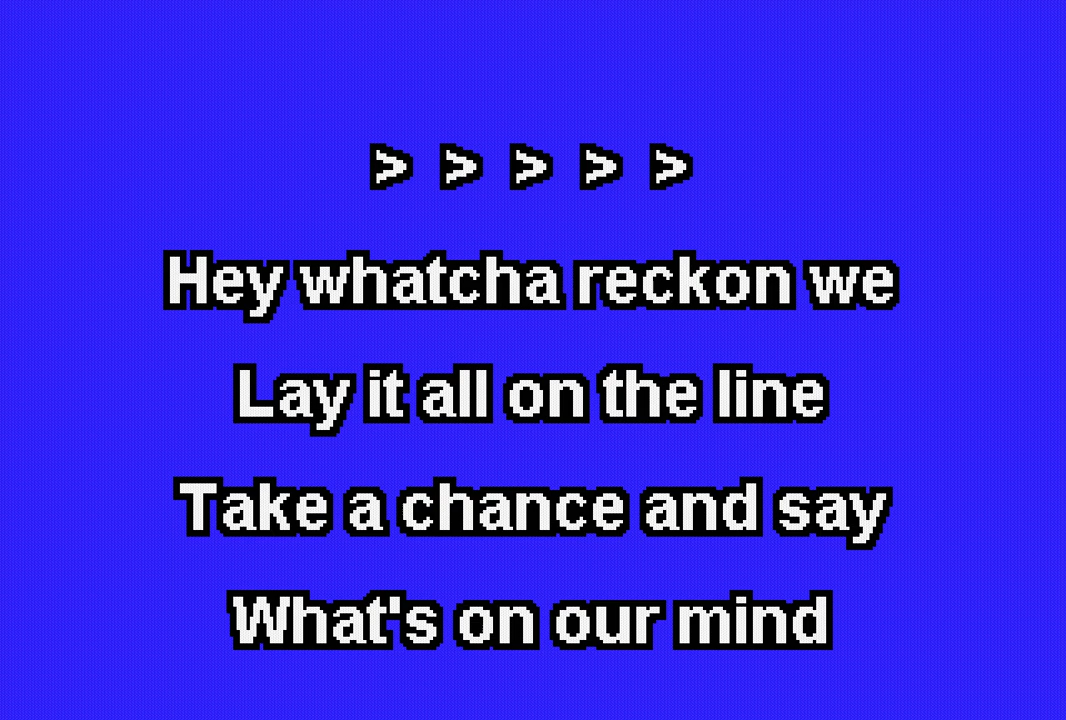 > > > > >
Hey whatcha reckon we
Lay it all on the line
Take a chance and say
What's on our mind